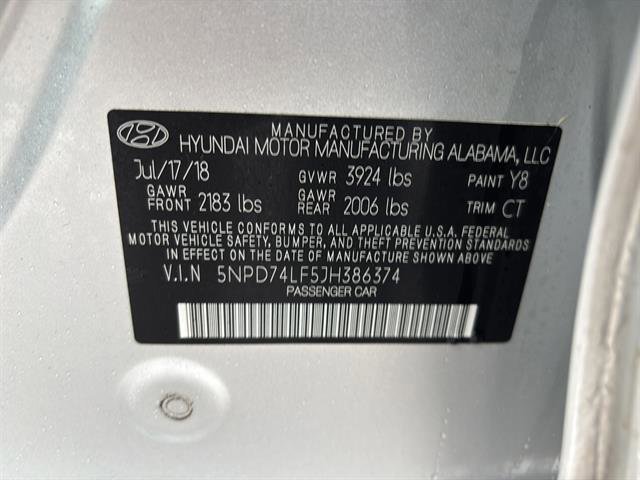 MANUFACTURED BY
HYUNDAI MOTOR MANUFACTURING ALABAMA, LLC
Jul/17/18 GVWR 3924 lbs PAINT Y8
GAWR FRONT 2183 lbs GAWR REAR 2006 lbs TRIM CT
THIS VEHICLE CONFORMS TO ALL APPLICABLE U.S.A. FEDERAL
MOTOR VEHICLE SAFETY, BUMPER, AND THEFT PREVENTION
STANDARDS IN EFFECT ON THE DATE OF MANUFACTURE SHOWN ABOVE
V.I.N 5NPD74LF5JH386374
PASSENGER CAR